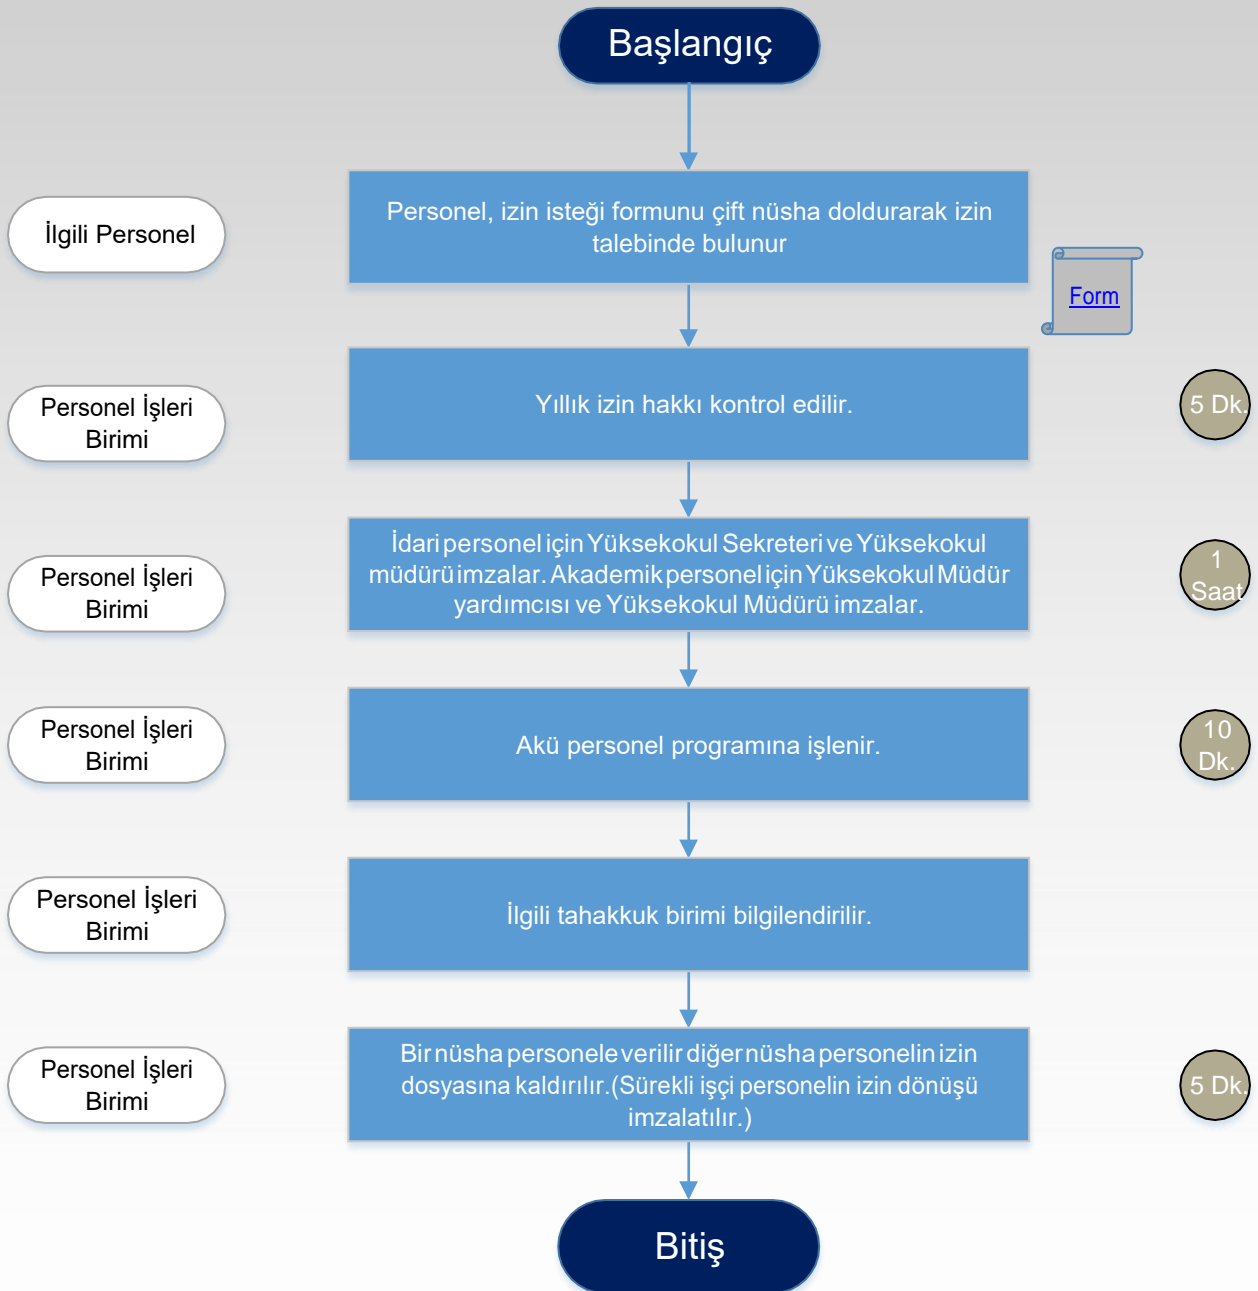 Başlangıç
İlgili Personel
Personel, izin isteği formunu çift nüsha doldurarak izin
talebinde bulunur
Form
Personel İşleri
Birimi
Yıllık izin hakkı kontrol edilir.
5 Dk.
Personel İşleri
Birimi
İdari personel için Yüksekokul Sekreteri ve Yüksekokul
müdürü imzalar. Akademik personel için Yüksekokul Müdür
yardımcısı ve Yüksekokul Müdürü imzalar.
1
Saat
Personel İşleri
Birimi
Akü personel programına işlenir.
10
Dk.
Personel İşleri
Birimi
İlgili tahakkuk birimi bilgilendirilir.
Personel İşleri
Birimi
Bir nüsha personele verilir diğer nüsha personelin izin
dosyasına kaldırılır.(Sürekli işçi personelin izin dönüşü
imzalatılır.)
5 Dk.
Bitiş